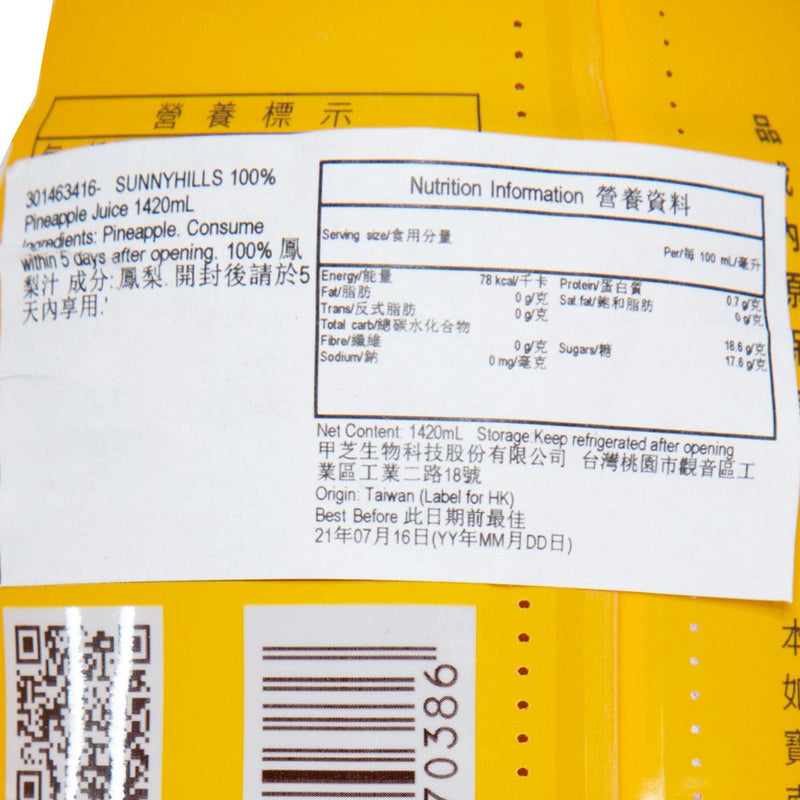 營養標示
301463416- SUNNYHILLS 100%
Pineapple Juice 1420mL
Ingredients: Pineapple. Consume
within 5 days after opening. 100% 鳳
梨汁 成分: 鳳梨. 開封後請於5
天內享用.'
Nutrition Information 營養資料
Serving size/食用分量
Per/每 100 mL/毫升
Energy/能量 78 kcal/千卡 Protein/蛋白質 0.7 g/克
Fat/脂肪 0 g/克 Sat.fat/飽和脂肪 0 g/克
Trans/反式脂肪 0 g/克
Total carb/總碳水化合物 18.6 g/克
Fibre/纖維 0 g/克 Sugars/糖 17.6 g/克
Sodium/鈉 0 mg/毫克
Net Content: 1420mL Storage:Keep refrigerated after opening
甲芝生物科技股份有限公司 台灣桃園市觀音區工
業區工業二路18號
Origin: Taiwan (Label for HK)
Best Before 此日期前最佳
21年07月16日(YY年MM月DD日)
70386
品
內
原
本
如
寶